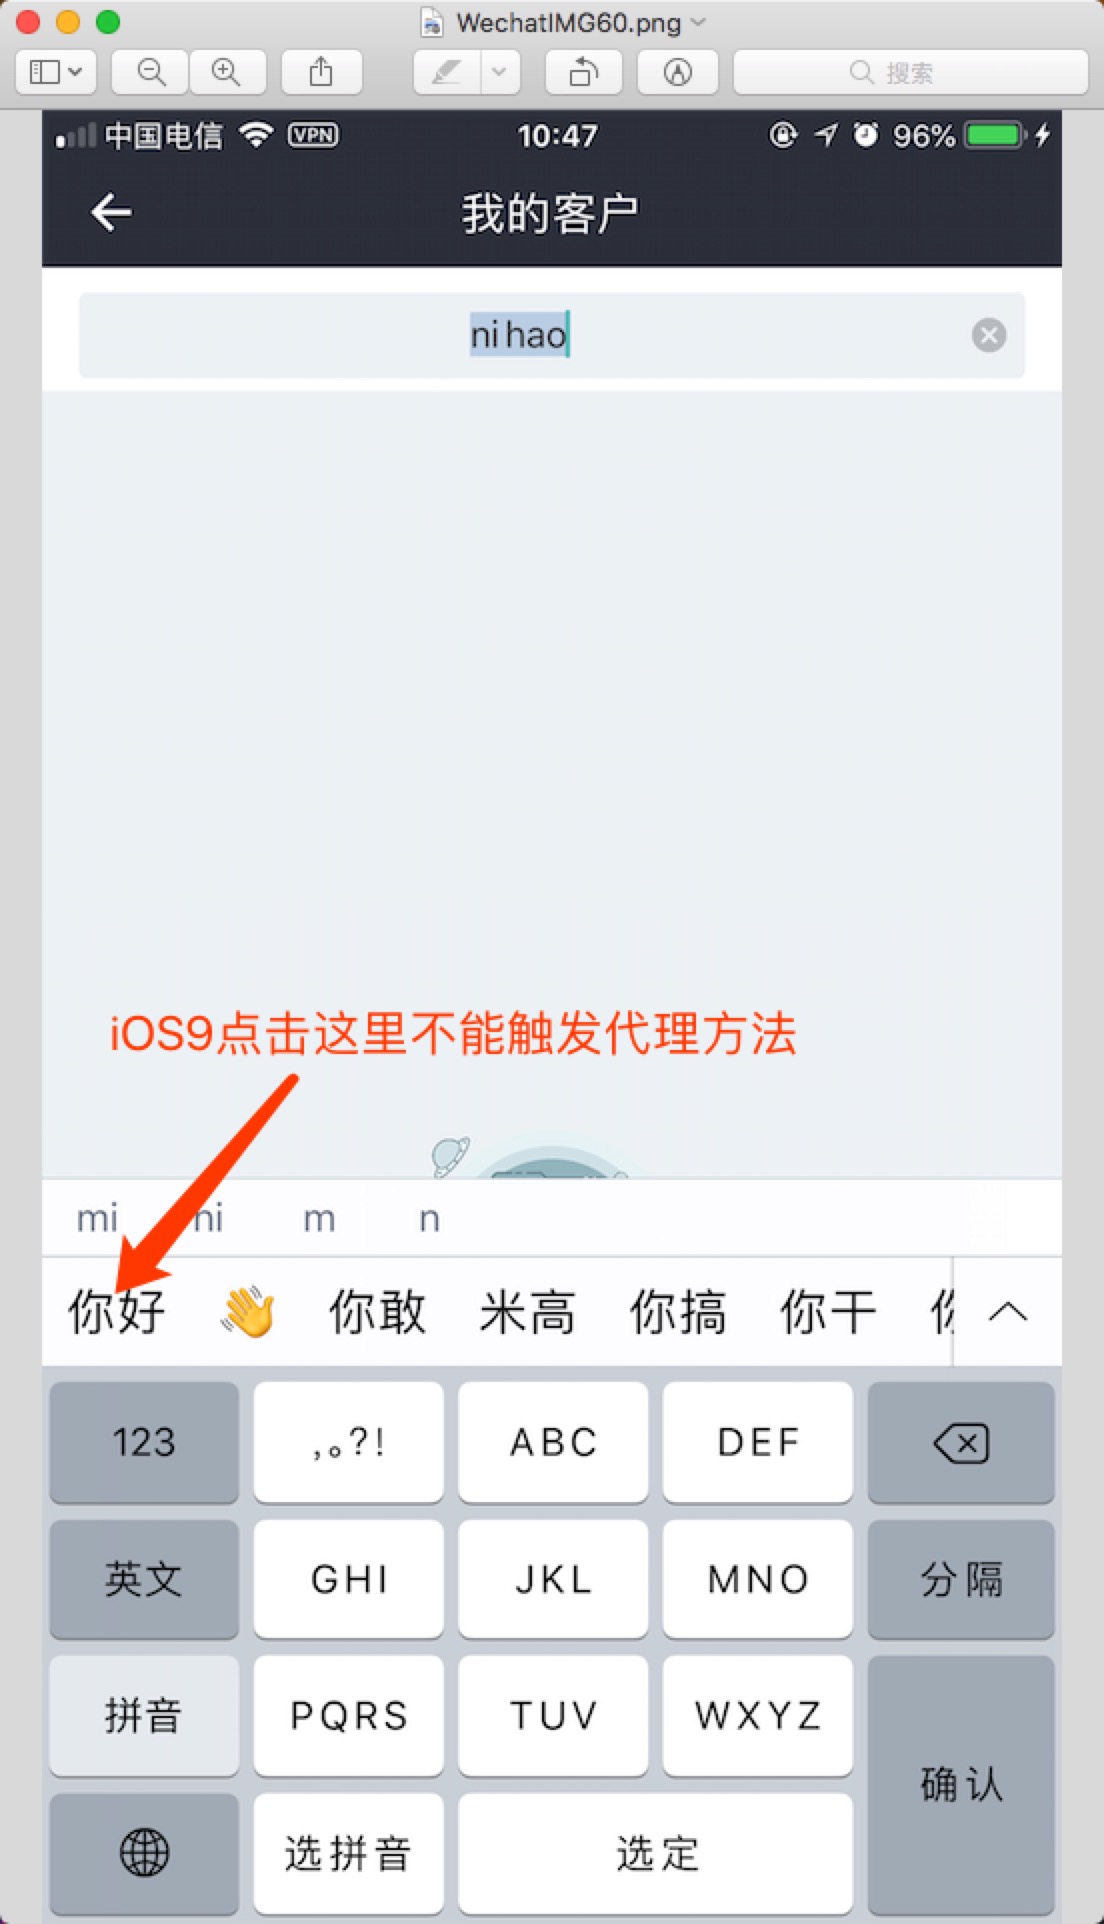 WechatIMG60.png
搜索
中国电信 VPN 10:47 96%
我的客户
ni hao
iOS9点击这里不能触发代理方法
mi ni m n
你好 👋 你敢 米高 你搞 你干
123 ,。?! ABC DEF
英文 GHI JKL MNO 分隔
拼音 PQRS TUV WXYZ
确认
选拼音 选定